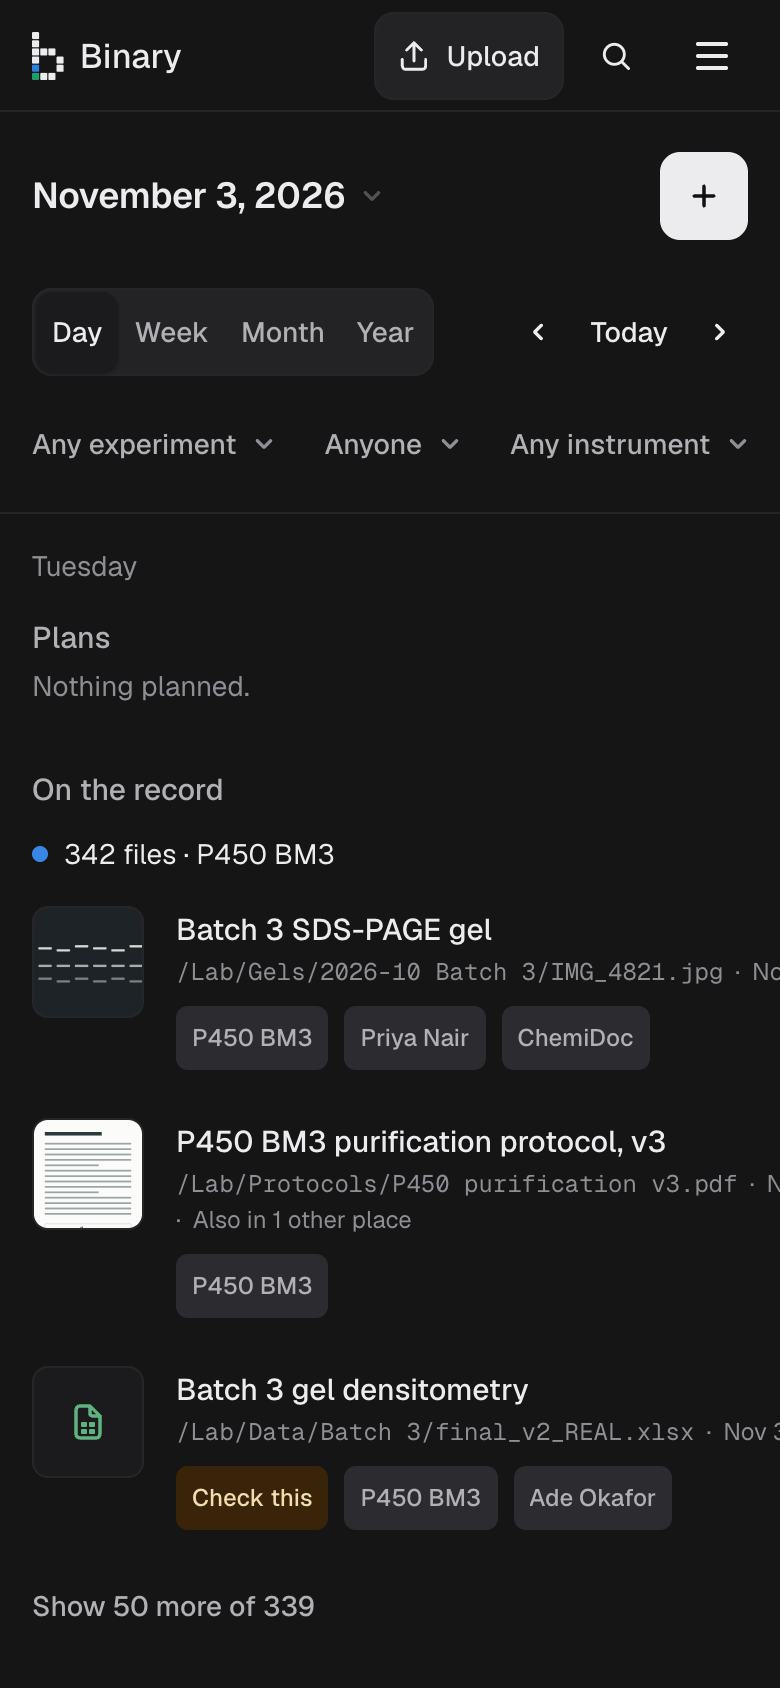 Binary
Upload
November 3, 2026
Day Week Month Year
Today
Any experiment Anyone Any instrument
Tuesday
Plans
Nothing planned.
On the record
342 files · P450 BM3
Batch 3 SDS-PAGE gel
/Lab/Gels/2026-10 Batch 3/IMG_4821.jpg ·
P450 BM3 Priya Nair ChemiDoc
P450 BM3 purification protocol, v3
/Lab/Protocols/P450 purification v3.pdf ·
· Also in 1 other place
P450 BM3
Batch 3 gel densitometry
/Lab/Data/Batch 3/final_v2_REAL.xlsx · Nov 3
Check this P450 BM3 Ade Okafor
Show 50 more of 339